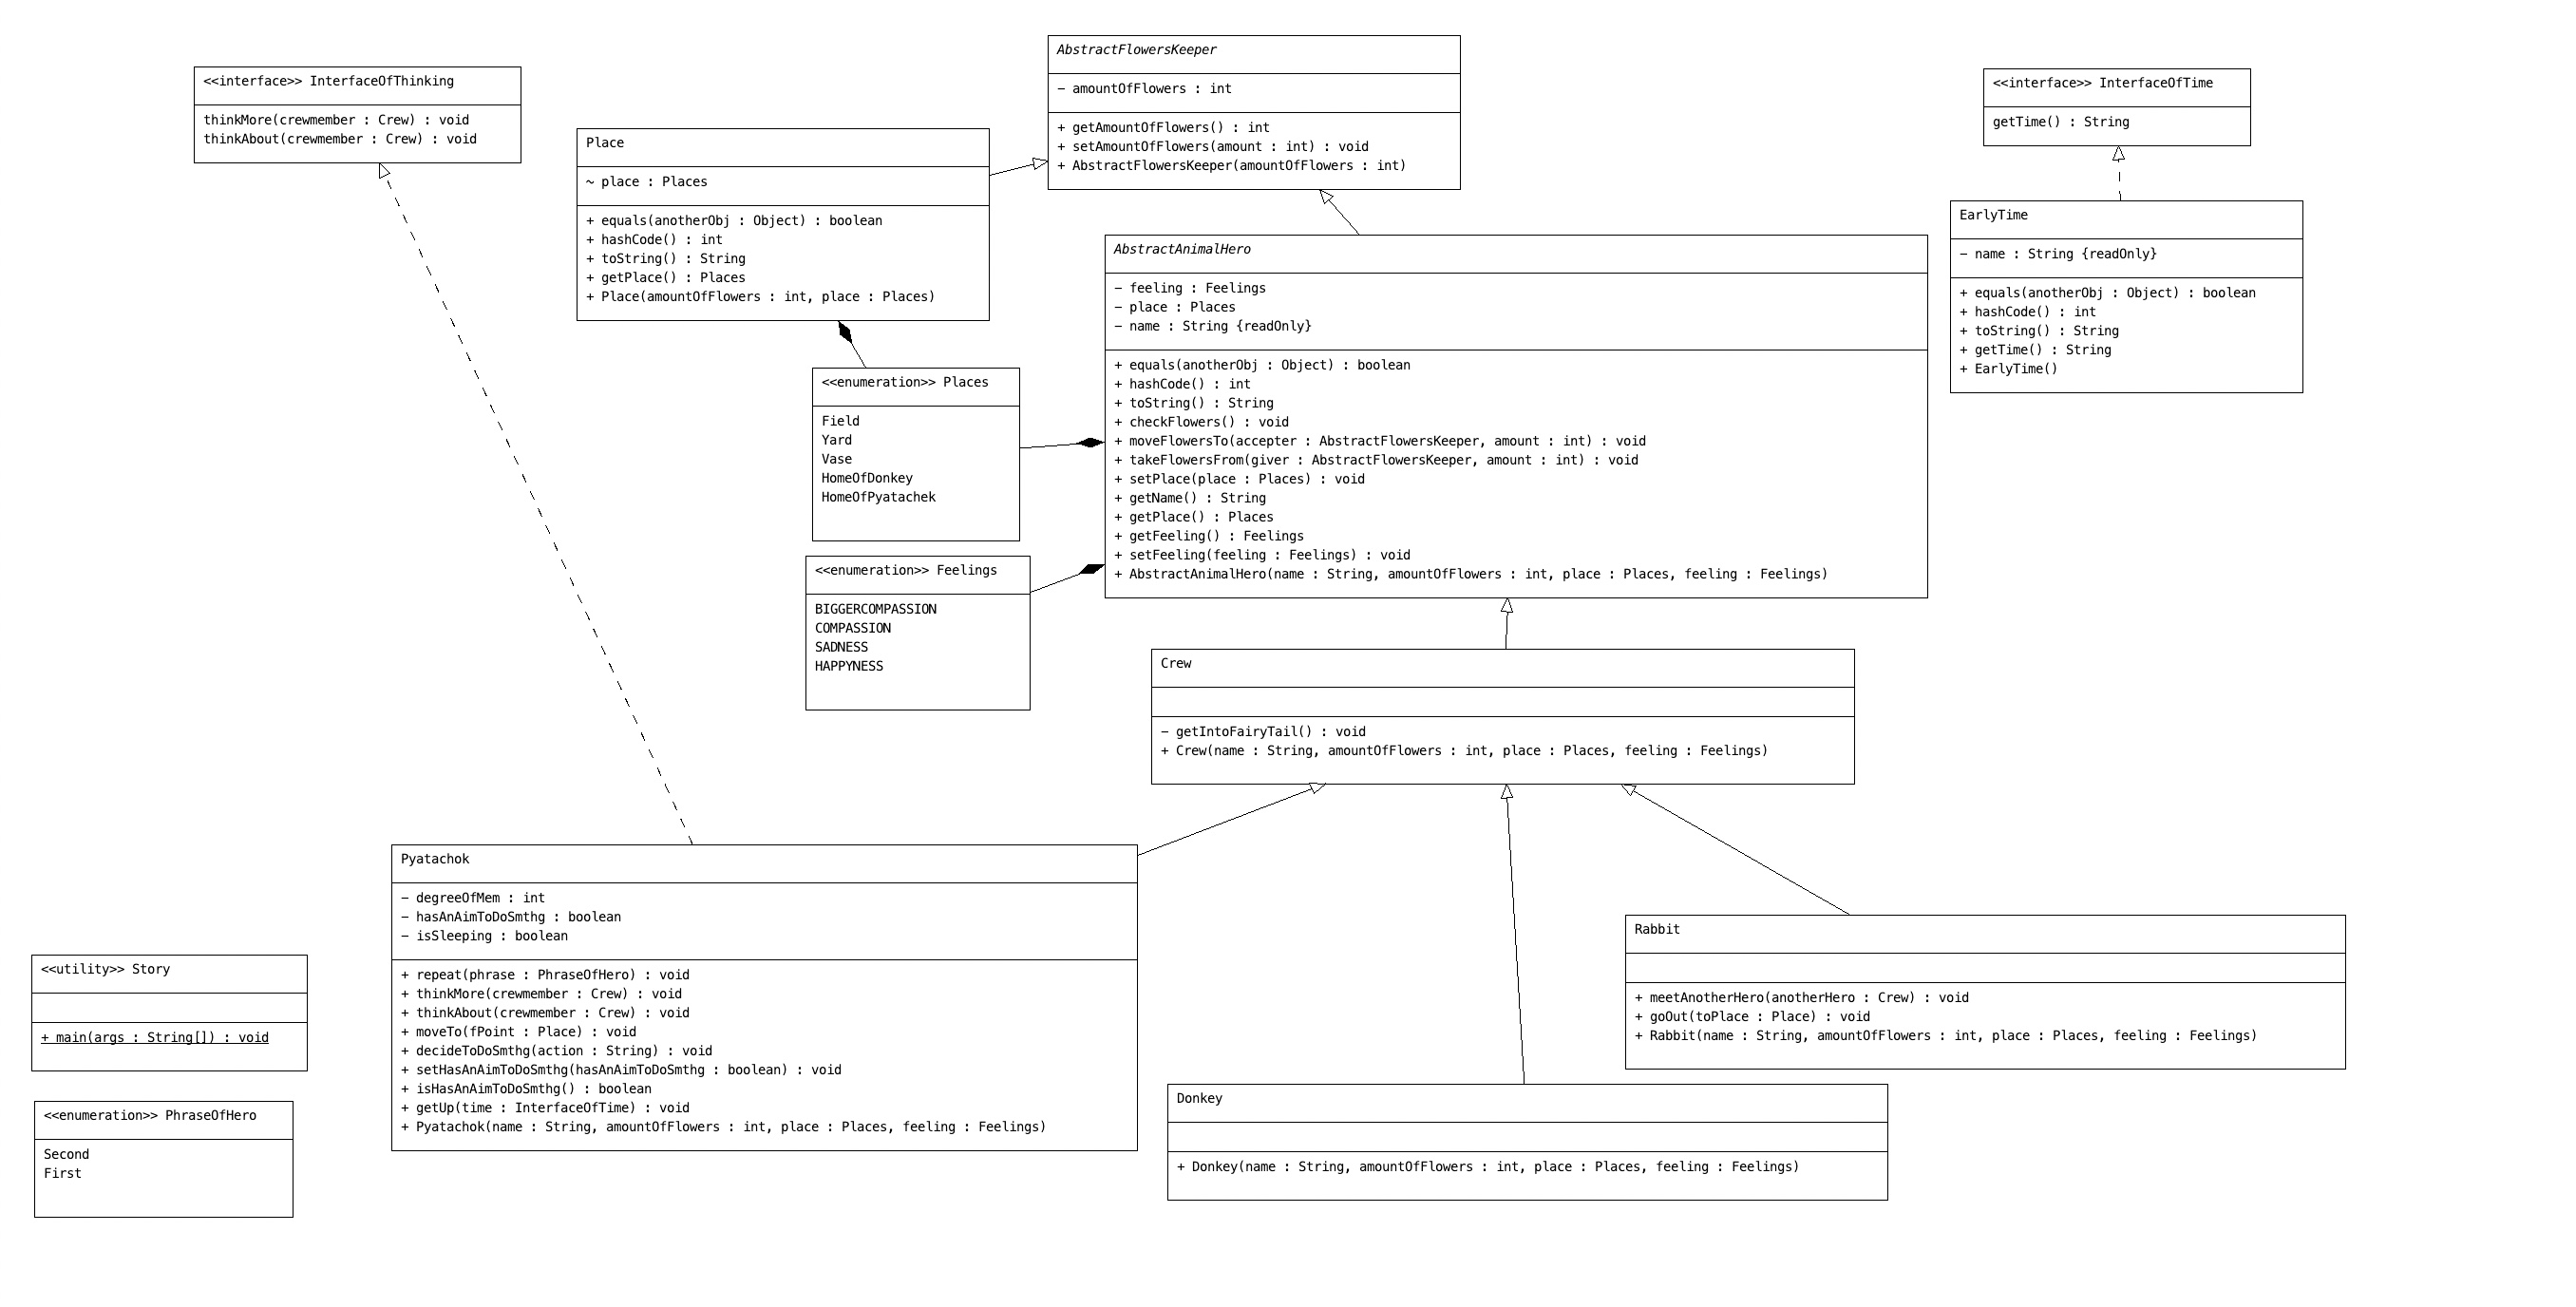 <<interface>> InterfaceOfThinking
thinkMore(crewmember : Crew) : void
thinkAbout(crewmember : Crew) : void
Place
~ place : Places
+ equals(anotherObj : Object) : boolean
+ hashCode() : int
+ toString() : String
+ getPlace() : Places
+ Place(amountOfFlowers : int, place : Places)
AbstractFlowersKeeper
− amountOfFlowers : int
+ getAmountOfFlowers() : int
+ setAmountOfFlowers(amount : int) : void
+ AbstractFlowersKeeper(amountOfFlowers : int)
<<interface>> InterfaceOfTime
getTime() : String
EarlyTime
− name : String {readOnly}
+ equals(anotherObj : Object) : boolean
+ hashCode() : int
+ toString() : String
+ getTime() : String
+ EarlyTime()
AbstractAnimalHero
− feeling : Feelings
− place : Places
− name : String {readOnly}
+ equals(anotherObj : Object) : boolean
+ hashCode() : int
+ toString() : String
+ checkFlowers() : void
+ moveFlowersTo(accepter : AbstractFlowersKeeper, amount : int) : void
+ takeFlowersFrom(giver : AbstractFlowersKeeper, amount : int) : void
+ setPlace(place : Places) : void
+ getName() : String
+ getPlace() : Places
+ getFeeling() : Feelings
+ setFeeling(feeling : Feelings) : void
+ AbstractAnimalHero(name : String, amountOfFlowers : int, place : Places, feeling : Feelings)
<<enumeration>> Places
Field
Yard
Vase
HomeOfDonkey
HomeOfPyatachek
<<enumeration>> Feelings
BIGGERCOMPASSION
COMPASSION
SADNESS
HAPPYNESS
Crew
− getIntoFairyTail() : void
+ Crew(name : String, amountOfFlowers : int, place : Places, feeling : Feelings)
Pyatachok
− degreeOfMem : int
− hasAnAimToDoSmthg : boolean
− isSleeping : boolean
+ repeat(phrase : PhraseOfHero) : void
+ thinkMore(crewmember : Crew) : void
+ thinkAbout(crewmember : Crew) : void
+ moveTo(fPoint : Place) : void
+ decideToDoSmthg(action : String) : void
+ setHasAnAimToDoSmthg(hasAnAimToDoSmthg : boolean) : void
+ isHasAnAimToDoSmthg() : boolean
+ getUp(time : InterfaceOfTime) : void
+ Pyatachok(name : String, amountOfFlowers : int, place : Places, feeling : Feelings)
Rabbit
+ meetAnotherHero(anotherHero : Crew) : void
+ goOut(toPlace : Place) : void
+ Rabbit(name : String, amountOfFlowers : int, place : Places, feeling : Feelings)
<<utility>> Story
+ main(args : String[]) : void
<<enumeration>> PhraseOfHero
Second
First
Donkey
+ Donkey(name : String, amountOfFlowers : int, place : Places, feeling : Feelings)